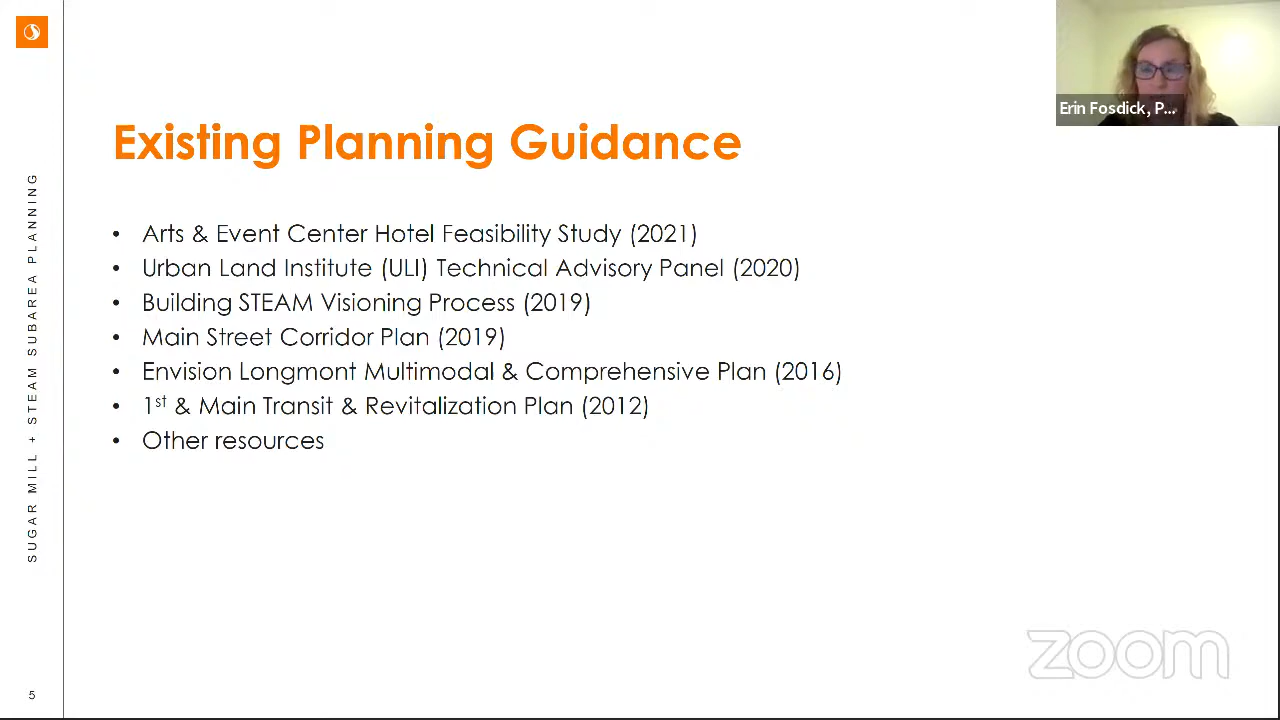 Existing Planning Guidance
• Arts & Event Center Hotel Feasibility Study (2021)
• Urban Land Institute (ULI) Technical Advisory Panel (2020)
• Building STEAM Visioning Process (2019)
• Main Street Corridor Plan (2019)
• Envision Longmont Multimodal & Comprehensive Plan (2016)
• 1st & Main Transit & Revitalization Plan (2012)
• Other resources
SUGAR MILL + STEAM SUBAREA PLANNING
5
Erin Fosdick, P...
zoom